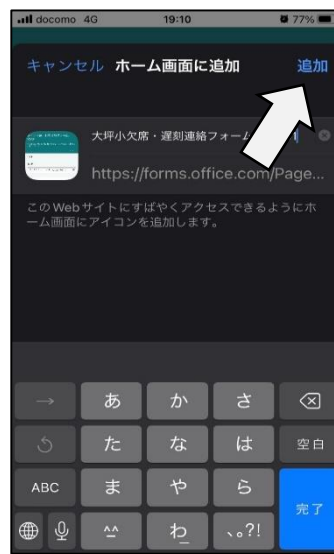 docomo 4G 19:10 77%
キャンセル ホーム画面に追加 追加
大坪小欠席・遅刻連絡フォーム
https://forms.office.com/Page...
このWebサイトにすばやくアクセスできるようにホ
ーム画面にアイコンを追加します。
→ あ か さ
た な は 空白
ABC ま や ら
^^ わ 、。?! 完了